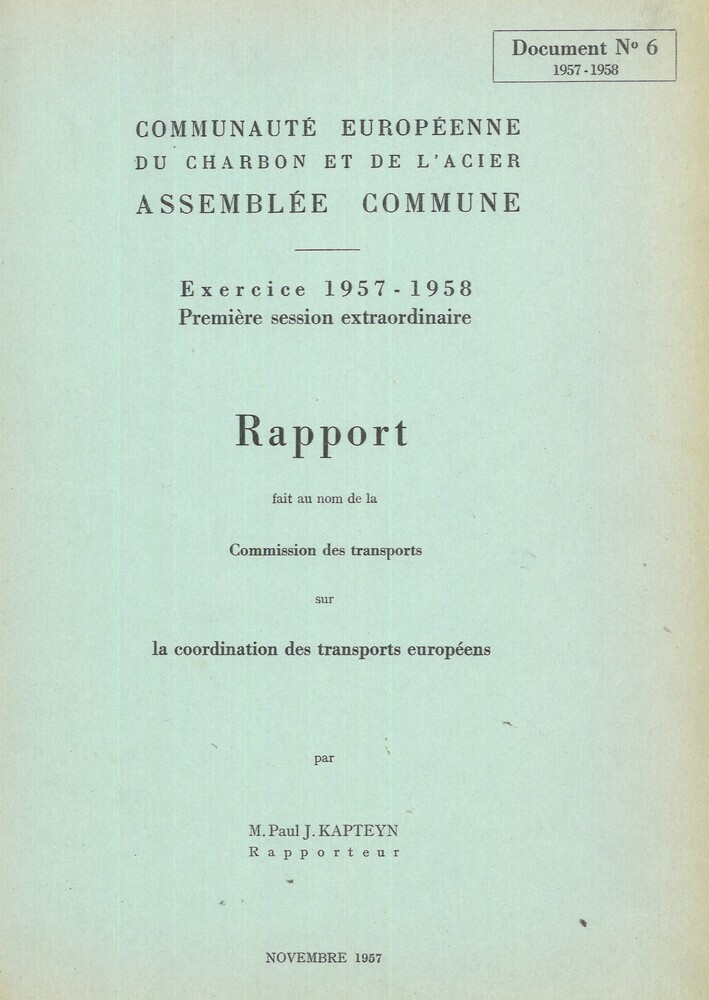 Document Nº 6
1957-1958
COMMUNAUTÉ EUROPÉENNE
DU CHARBON ET DE L'ACIER
ASSEMBLÉE COMMUNE
Exercice 1957-1958
Première session extraordinaire
Rapport
fait au nom de la
Commission des transports
sur
la coordination des transports européens
par
M. Paul J. KAPTEYN
Rapporteur
NOVEMBRE 1957